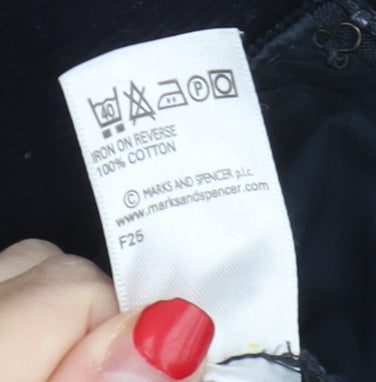 40 P
IRON ON REVERSE
100% COTTON
© MARKS AND SPENCER p.l.c.
www.marksandspencer.com
F25